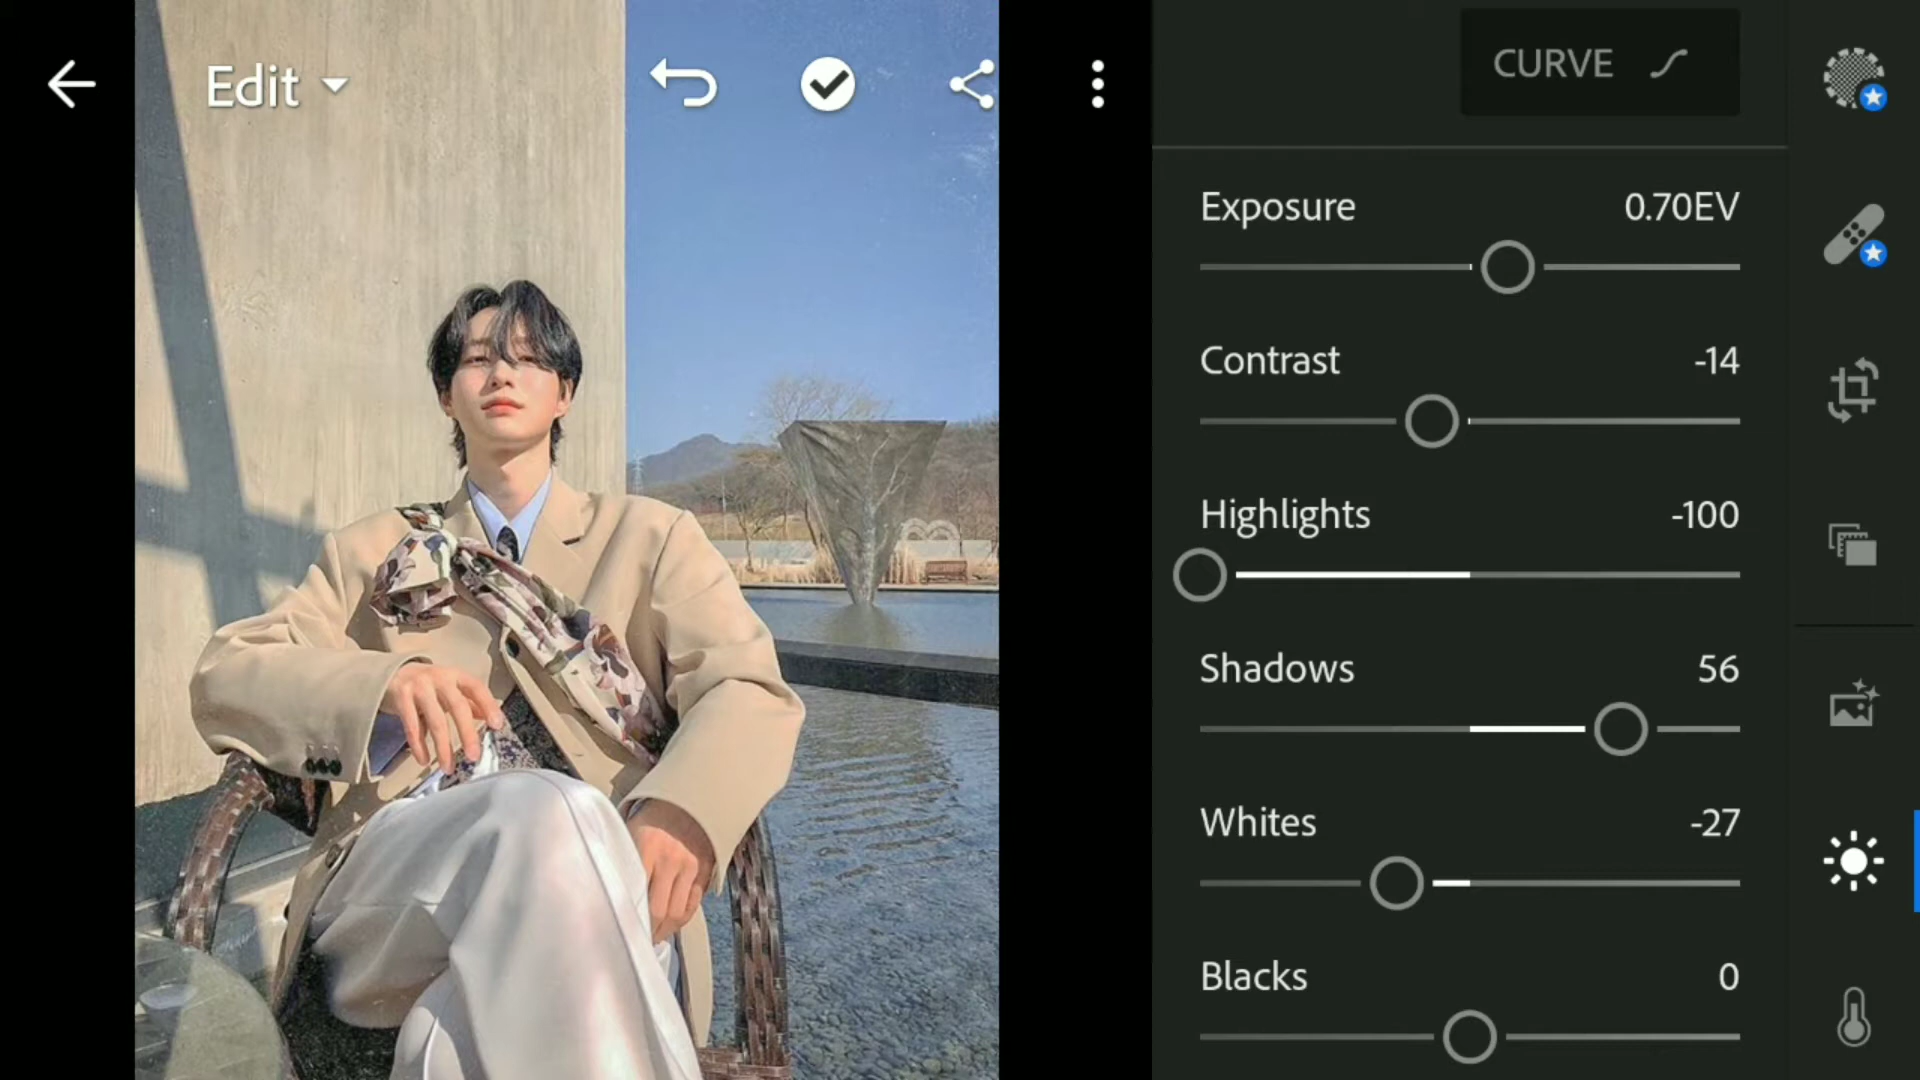 Edit
CURVE
Exposure 0.70EV
Contrast -14
Highlights -100
Shadows 56
Whites -27
Blacks 0